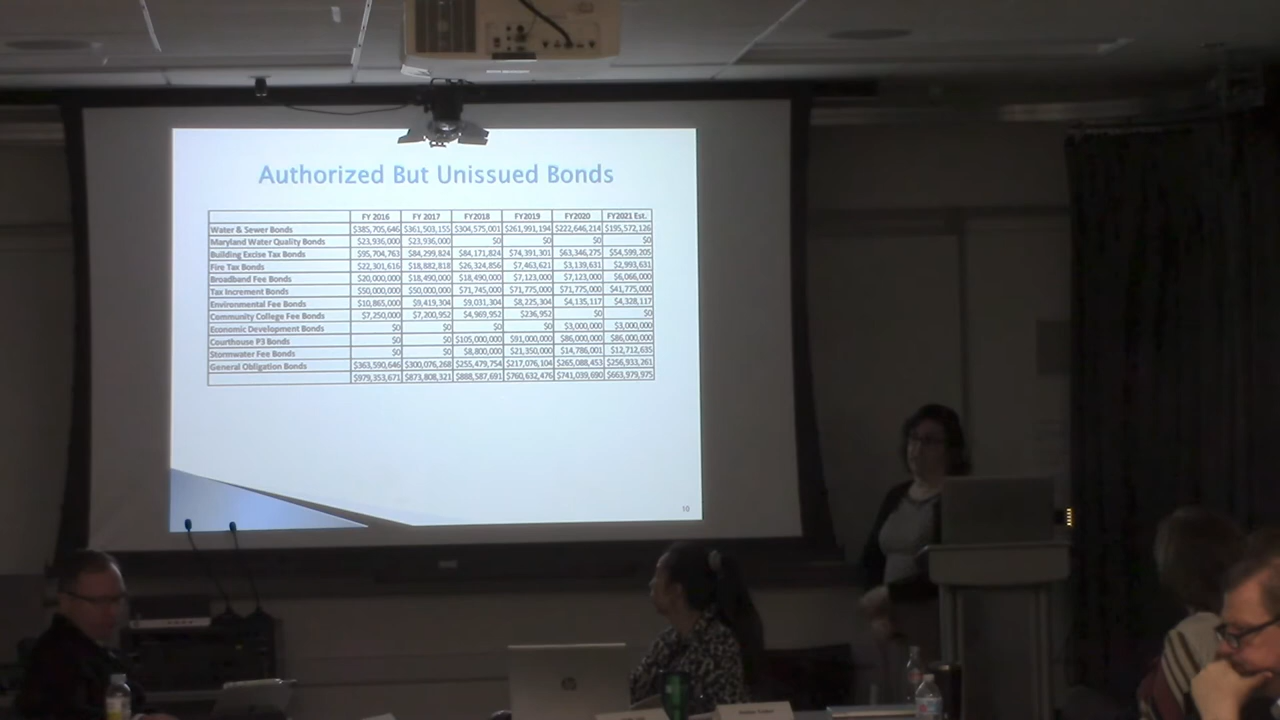 Authorized But Unissued Bonds
FY 2016 FY 2017 FY2018 FY2019 FY2020 FY2021 Est.
Water & Sewer Bonds $385,705,646 $361,503,155 $304,575,001 $261,991,194 $222,646,214 $195,572,126
Maryland Water Quality Bonds $23,936,000 $23,936,000 $0 $0 $0 $0
Building Excise Tax Bonds $95,704,763 $84,299,824 $84,171,824 $74,391,301 $63,346,275 $54,599,205
Fire Tax Bonds $22,301,616 $18,882,818 $26,324,856 $7,463,621 $3,139,631 $2,993,631
Broadband Fee Bonds $20,000,000 $18,490,000 $18,490,000 $7,123,000 $7,123,000 $6,066,000
Tax Increment Bonds $50,000,000 $50,000,000 $71,745,000 $71,775,000 $71,775,000 $41,775,000
Environmental Fee Bonds $10,865,000 $9,419,304 $9,031,304 $8,225,304 $4,135,117 $4,328,117
Community College Fee Bonds $7,250,000 $7,200,952 $4,969,952 $236,952 $0 $0
Economic Development Bonds $0 $0 $0 $0 $3,000,000 $3,000,000
Courthouse P3 Bonds $0 $0 $105,000,000 $91,000,000 $86,000,000 $86,000,000
Stormwater Fee Bonds $0 $0 $8,800,000 $21,350,000 $14,786,001 $12,712,635
General Obligation Bonds $363,590,646 $300,076,268 $255,479,754 $217,076,104 $265,088,453 $256,933,261
$979,353,671 $873,808,321 $888,587,691 $760,632,476 $741,039,690 $663,979,975
10